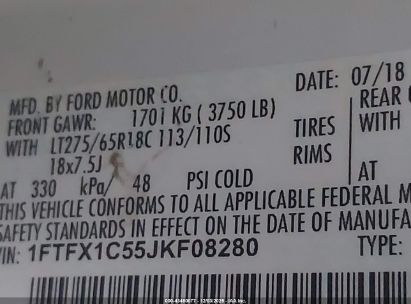 MFD. BY FORD MOTOR CO.
DATE: 07/18
FRONT GAWR: 1701 KG ( 3750 LB)
REAR
WITH LT275/65R18C 113/110S TIRES WITH
18x7.5J RIMS
AT 330 kPa/ 48 PSI COLD AT
THIS VEHICLE CONFORMS TO ALL APPLICABLE FEDERAL M
SAFETY STANDARDS IN EFFECT ON THE DATE OF MANUFA
VIN: 1FTFX1C55JKF08280 TYPE: